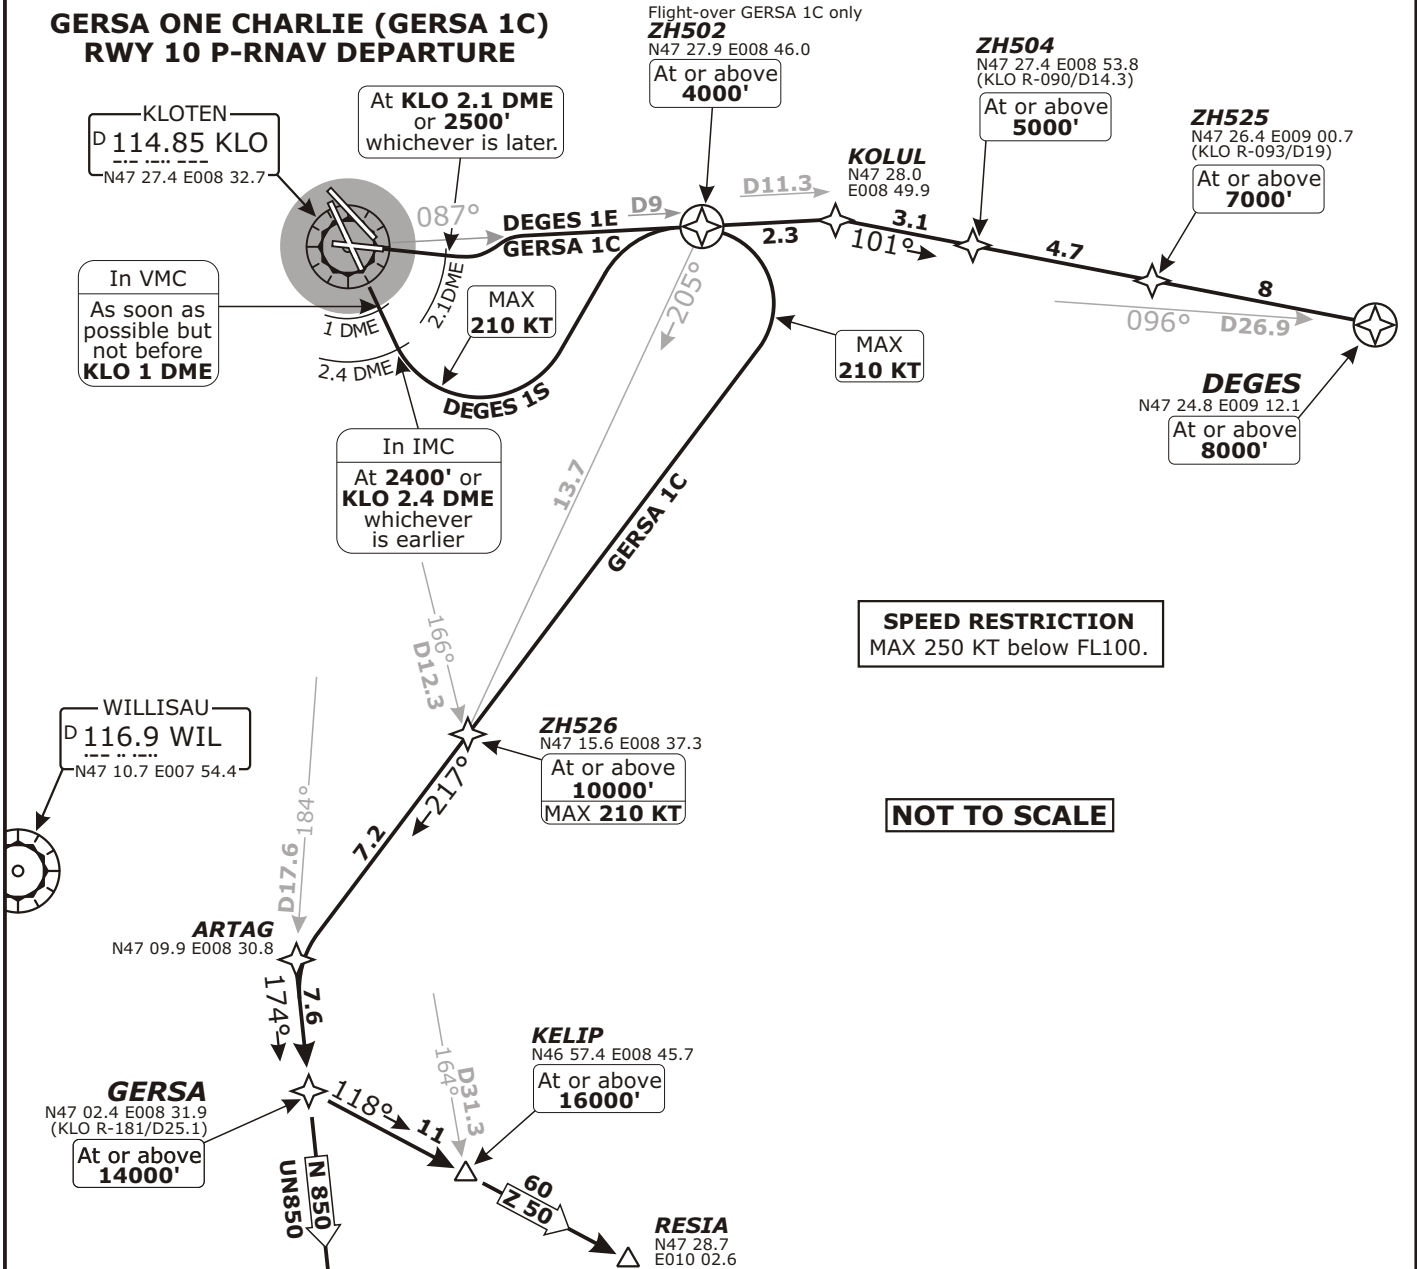 GERSA ONE CHARLIE (GERSA 1C)
RWY 10 P-RNAV DEPARTURE
Flight-over GERSA 1C only
ZH502
N47 27.9 E008 46.0
At or above
4000'
ZH504
N47 27.4 E008 53.8
(KLO R-090/D14.3)
At or above
5000'
ZH525
N47 26.4 E009 00.7
(KLO R-093/D19)
At or above
7000'
KLOTEN
D 114.85 KLO
N47 27.4 E008 32.7
At KLO 2.1 DME
or 2500'
whichever is later.
KOLUL
N47 28.0
E008 49.9
087°
DEGES 1E
GERSA 1C
D9
D11.3
2.3
3.1
101°
4.7
8
096° D26.9
DEGES
N47 24.8 E009 12.1
At or above
8000'
In VMC
As soon as
possible but
not before
KLO 1 DME
1 DME
2.4 DME
2.1DME
MAX
210 KT
DEGES 1S
205°
MAX
210 KT
In IMC
At 2400' or
KLO 2.4 DME
whichever
is earlier
13.7
GERSA 1C
166°
D12.3
SPEED RESTRICTION
MAX 250 KT below FL100.
WILLISAU
D 116.9 WIL
N47 10.7 E007 54.4
ZH526
N47 15.6 E008 37.3
At or above
10000'
MAX 210 KT
217°
7.2
184°
D17.6
NOT TO SCALE
ARTAG
N47 09.9 E008 30.8
174°
7.6
GERSA
N47 02.4 E008 31.9
(KLO R-181/D25.1)
At or above
14000'
118°
11
164°
D31.3
KELIP
N46 57.4 E008 45.7
At or above
16000'
N 850
UN850
60
Z 50
RESIA
N47 28.7
E010 02.6